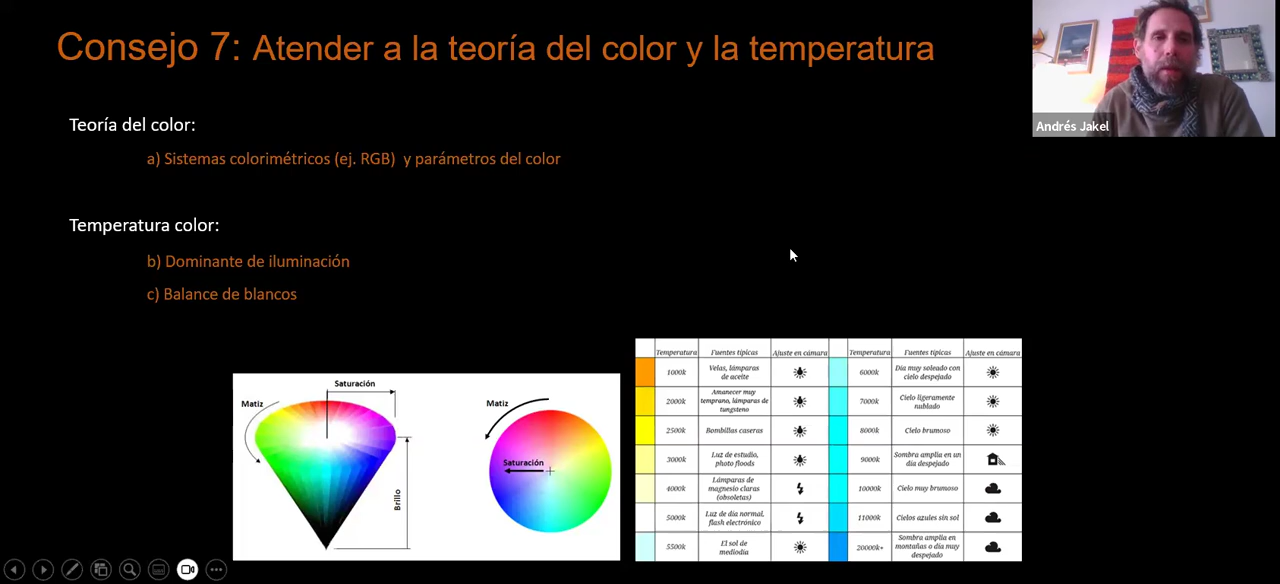 Consejo 7: Atender a la teoría del color y la temperatura
Andrés Jakel
Teoría del color:
a) Sistemas colorimétricos (ej. RGB) y parámetros del color
Temperatura color:
b) Dominante de iluminación
c) Balance de blancos
Saturación
Matiz
Brillo
Matiz
Saturación
Temperatura Fuentes típicas Ajuste en cámara Temperatura Fuentes típicas Ajuste en cámara
1000k
Velas, lámparas
de aceite
6000k
Día muy soleado con
cielo despejado
2000k
Amanecer muy
temprano, lámparas de
tungsteno
7000k
Cielo ligeramente
nublado
2500k
Bombillas caseras
8000k
Cielo brumoso
3000k
Luz de estudio,
photo floods
9000k
Sombra amplia en un
día despejado
4000k
Lámparas de
magnesio claras
(obsoletas)
10000k
Cielo muy brumoso
5000k
Luz de día normal,
flash electrónico
11000k
Cielos azules sin sol
5500k
El sol de
mediodía
20000k+
Sombra amplia en
montañas o día muy
despejado